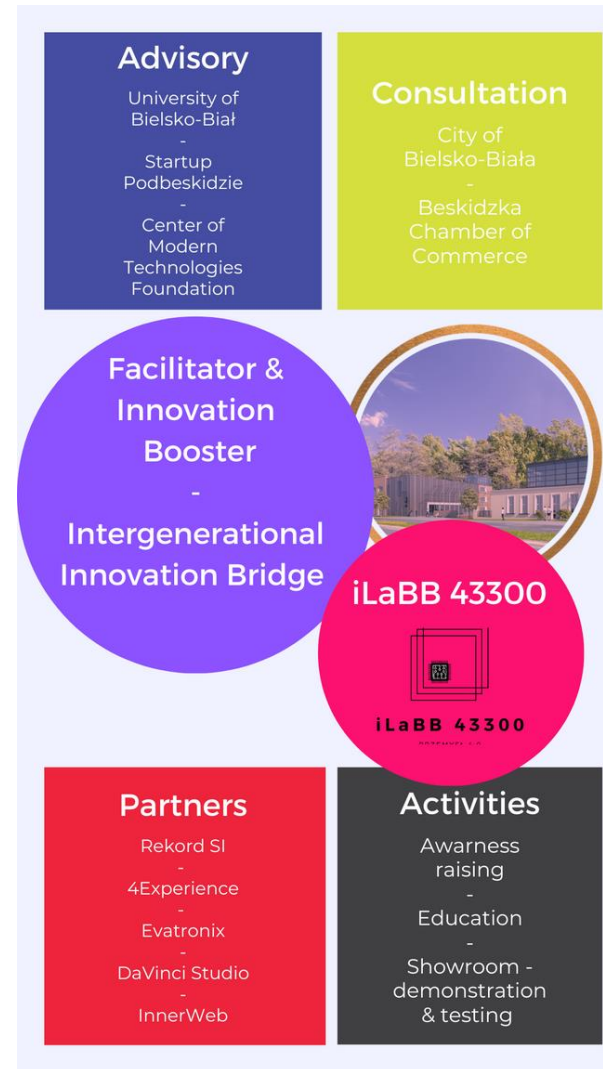 Advisory
University of
Bielsko-Biał
-
Startup
Podbeskidzie
-
Center of
Modern
Technologies
Foundation
Consultation
City of
Bielsko-Biała
-
Beskidzka
Chamber of
Commerce
Facilitator &
Innovation
Booster
-
Intergenerational
Innovation Bridge
iLaBB 43300
iLaBB 43300
Partners
Rekord SI
-
4Experience
-
Evatronix
-
DaVinci Studio
-
InnerWeb
Activities
Awarness
raising
-
Education
-
Showroom -
demonstration
& testing